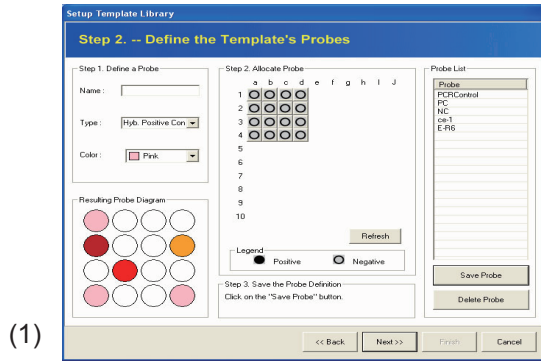 Setup Template Library
Step 2. -- Define the Template's Probes
Step 1. Define a Probe
Name :
Type : Hyb. Positive Con
Color : Pink
Resulting Probe Diagram
Step 2. Allocate Probe
a b c d e f g h I J
1
2
3
4
5
6
7
8
9
10
Refresh
Legend
Positive Negative
Step 3. Save the Probe Definition
Click on the "Save Probe" button.
Probe List
Probe
PCRControl
PC
NC
ce-1
E-R6
Save Probe
Delete Probe
<< Back Next >> Finish Cancel
(1)